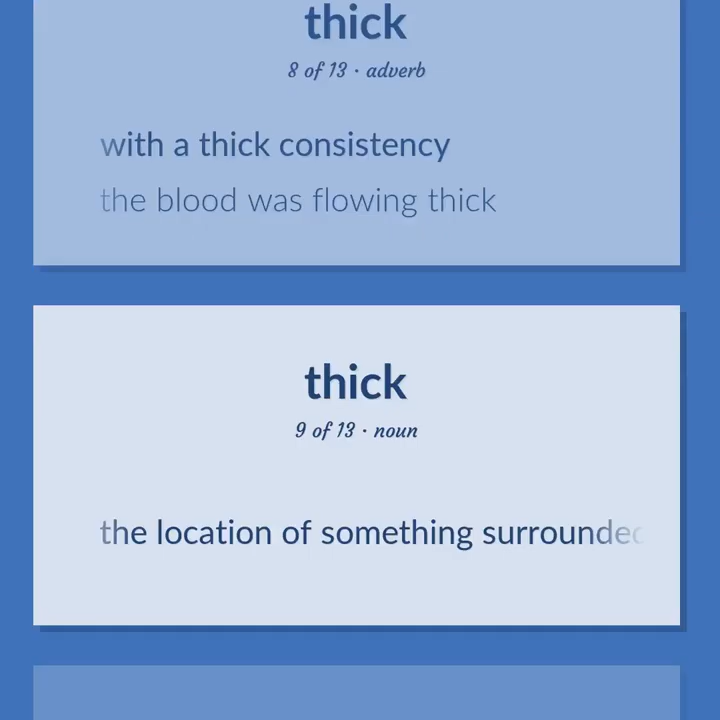 thick
8 of 13 · adverb
with a thick consistency
the blood was flowing thick
thick
9 of 13 · noun
the location of something surrounded